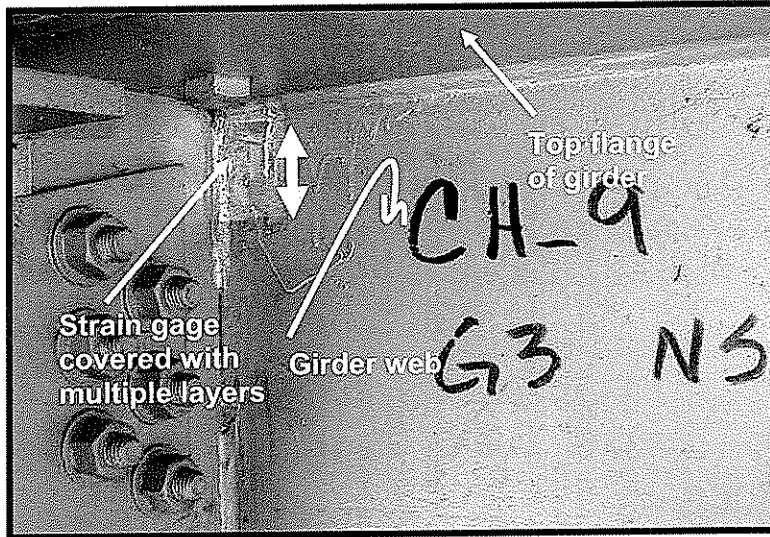 Top flange
of girder
CH-9
Strain gage
covered with
multiple layers
Girder web
G3 NS